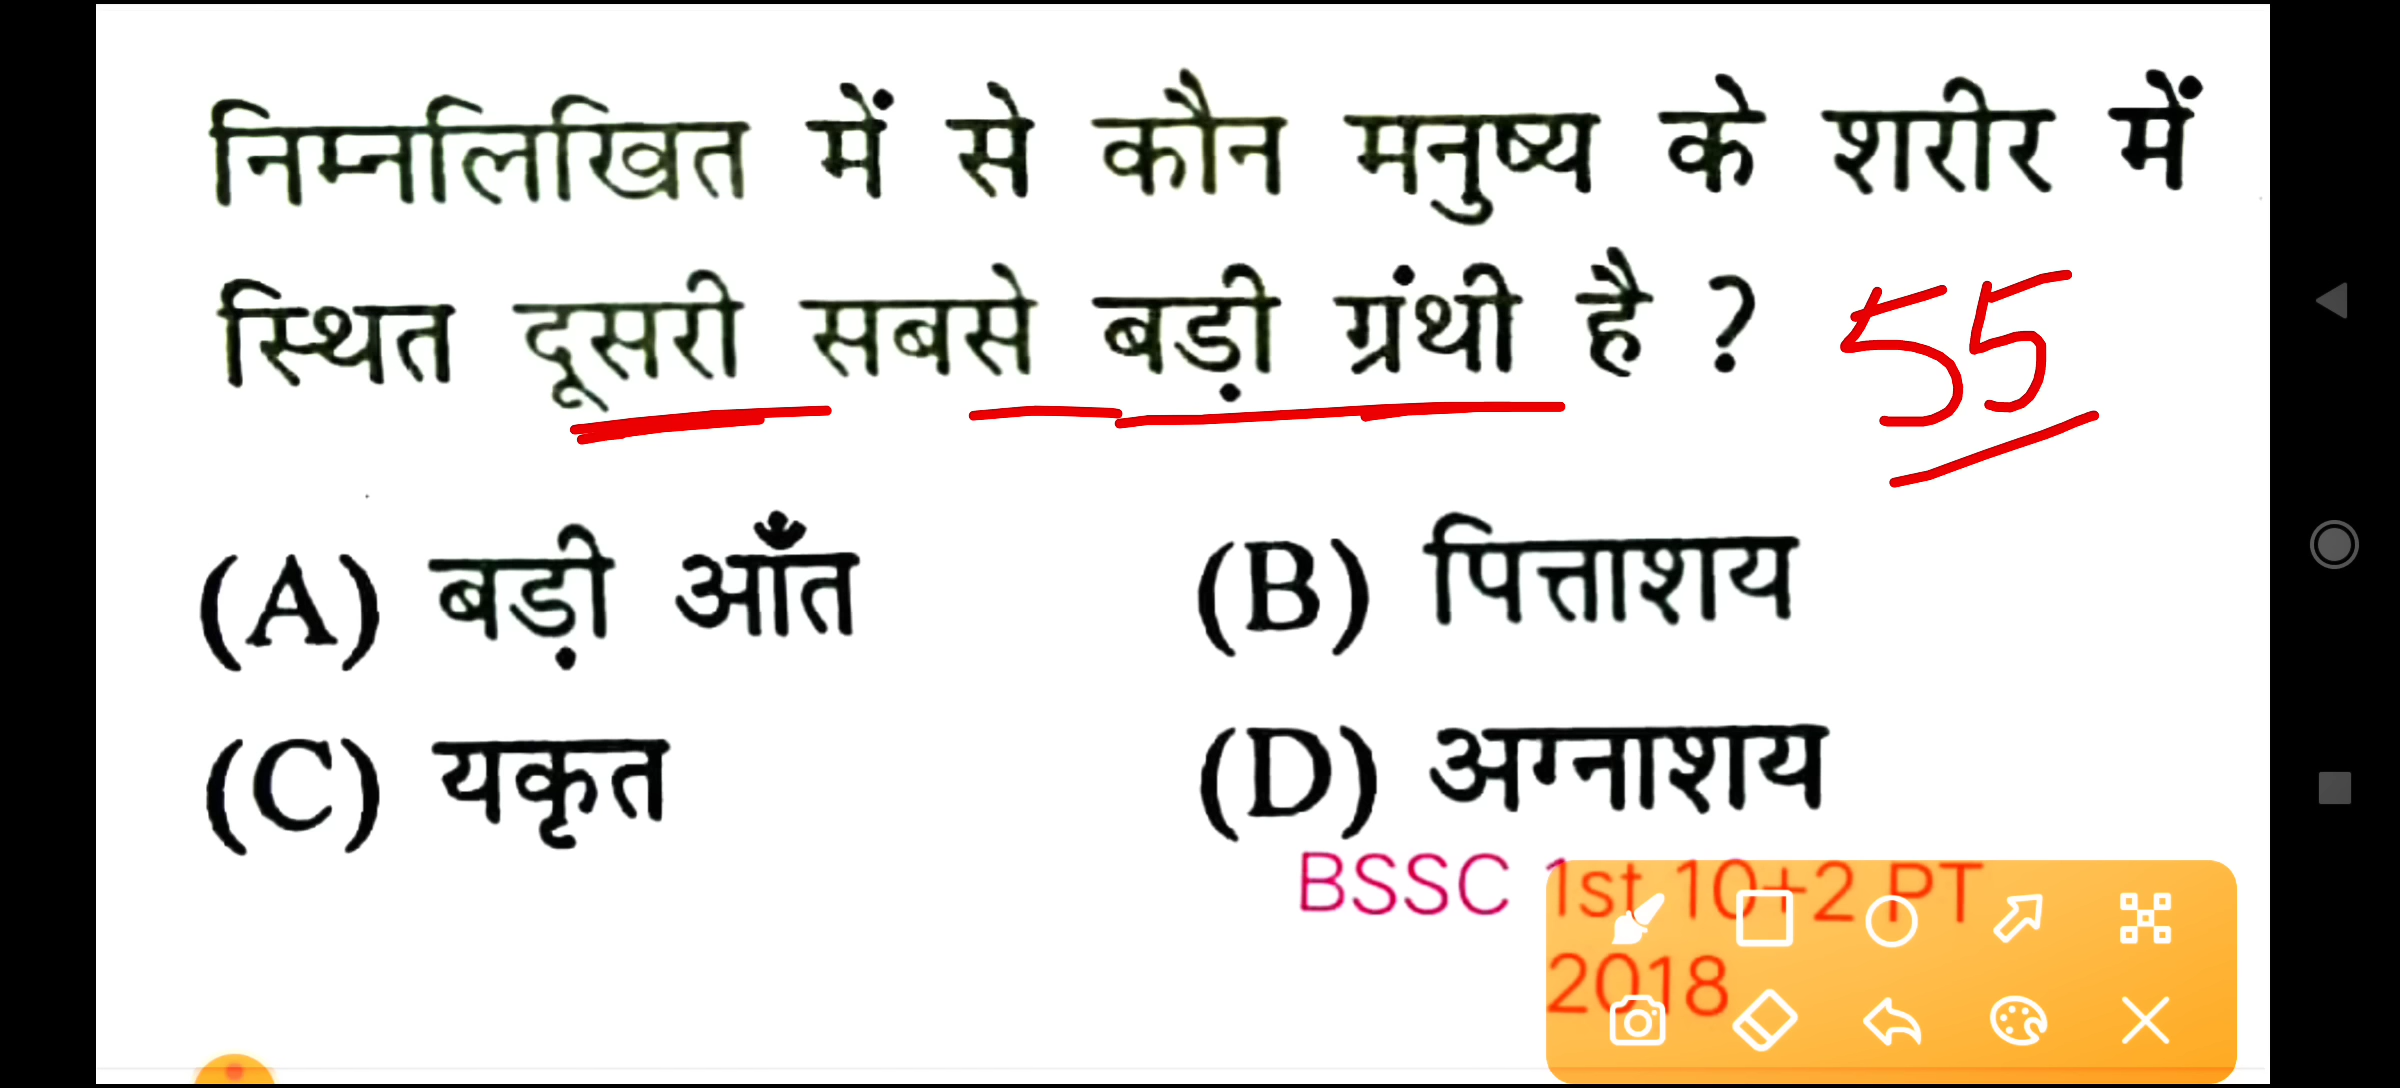 निम्नलिखित में से कौन मनुष्य के शरीर में
स्थित दूसरी सबसे बड़ी ग्रंथी है ? 55
(A) बड़ी आँत (B) पित्ताशय
(C) यकृत (D) अग्नाशय
BSSC 1st 10+2 PT
2018